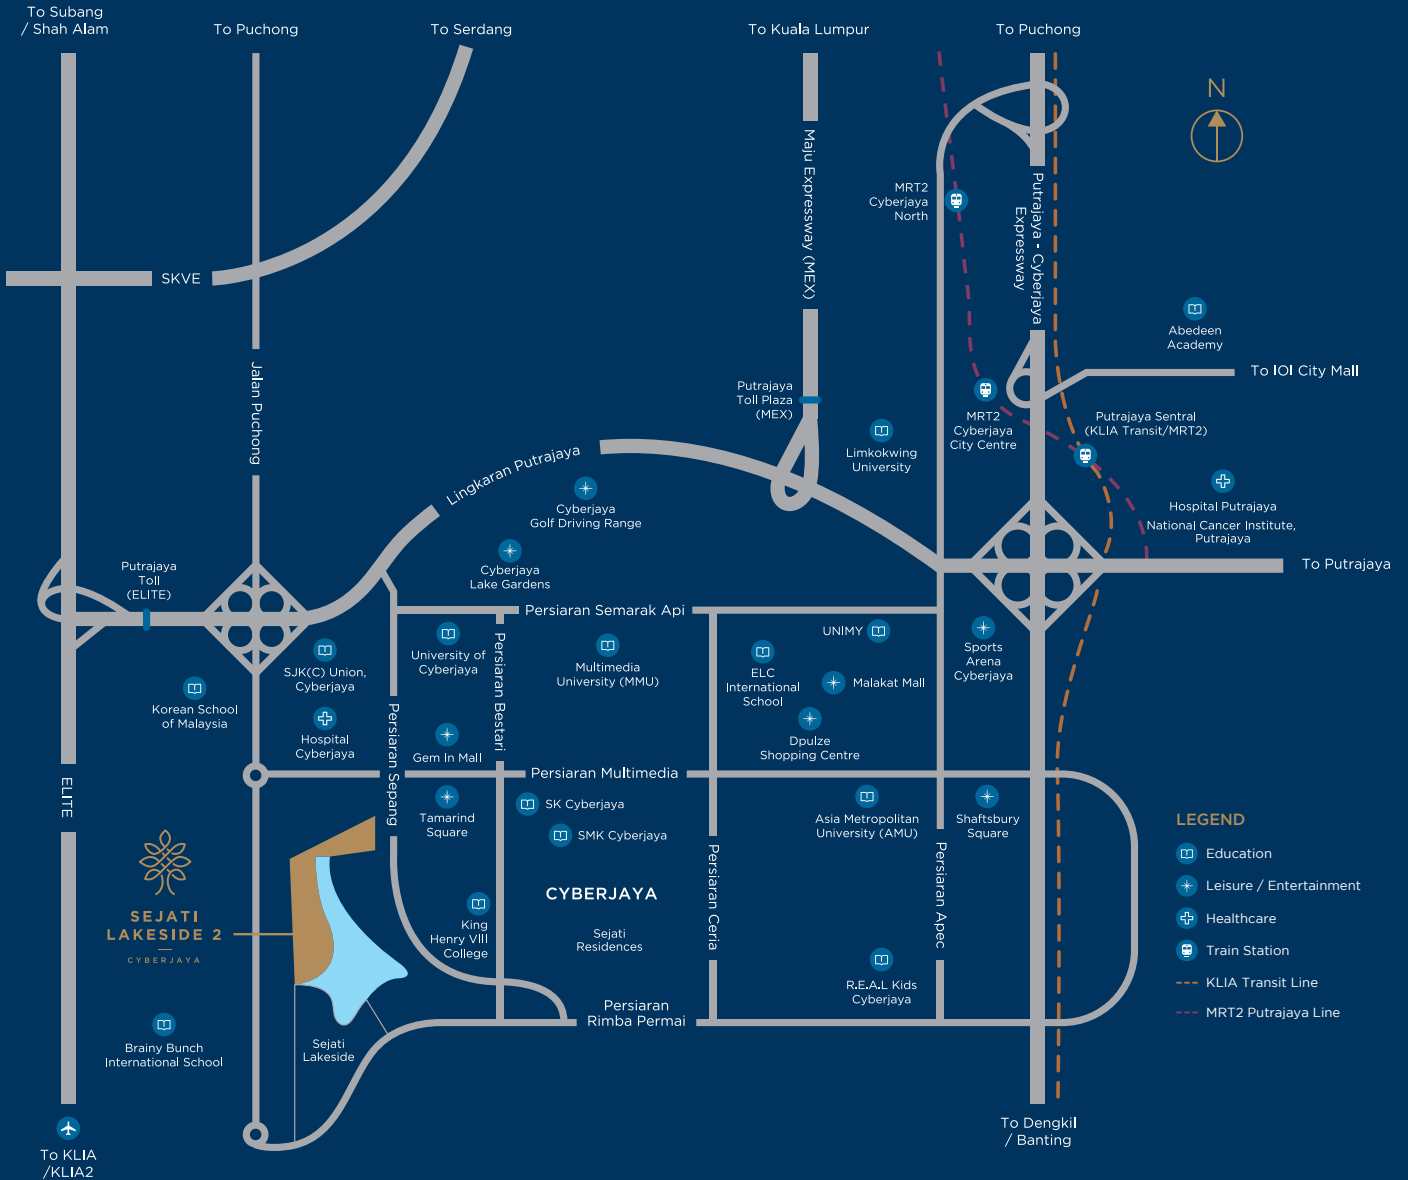 To Subang
/ Shah Alam
To Puchong
To Serdang
To Kuala Lumpur
To Puchong
N
Maju Expressway (MEX)
MRT2
Cyberjaya
North
Putrajaya - Cyberjaya
Expressway
SKVE
Abedeen
Academy
To IOI City Mall
Jalan Puchong
Putrajaya
Toll Plaza
(MEX)
MRT2
Cyberjaya
City Centre
Putrajaya Sentral
(KLIA Transit/MRT2)
Limkokwing
University
Lingkaran Putrajaya
Cyberjaya
Golf Driving Range
Hospital Putrajaya
National Cancer Institute,
Putrajaya
To Putrajaya
Putrajaya
Toll
(ELITE)
Cyberjaya
Lake Gardens
Persiaran Semarak Api
UNIMY
University of
Cyberjaya
Persiaran Bestari
Multimedia
University (MMU)
ELC
International
School
Malakat Mall
Sports
Arena
Cyberjaya
SJK(C) Union,
Cyberjaya
Korean School
of Malaysia
Hospital
Cyberjaya
Persiaran Sepang
Gem In Mall
Dpulze
Shopping Centre
Persiaran Multimedia
ELITE
Tamarind
Square
SK Cyberjaya
SMK Cyberjaya
Asia Metropolitan
University (AMU)
Shaftsbury
Square
Persiaran Ceria
Persiaran Apec
LEGEND
Education
Leisure / Entertainment
Healthcare
Train Station
KLIA Transit Line
MRT2 Putrajaya Line
SEJATI
LAKESIDE 2
CYBERJAYA
CYBERJAYA
Sejati
Residences
King
Henry VIII
College
R.E.A.L Kids
Cyberjaya
Persiaran
Rimba Permai
Brainy Bunch
International School
Sejati
Lakeside
To KLIA
/KLIA2
To Dengkil
/ Banting